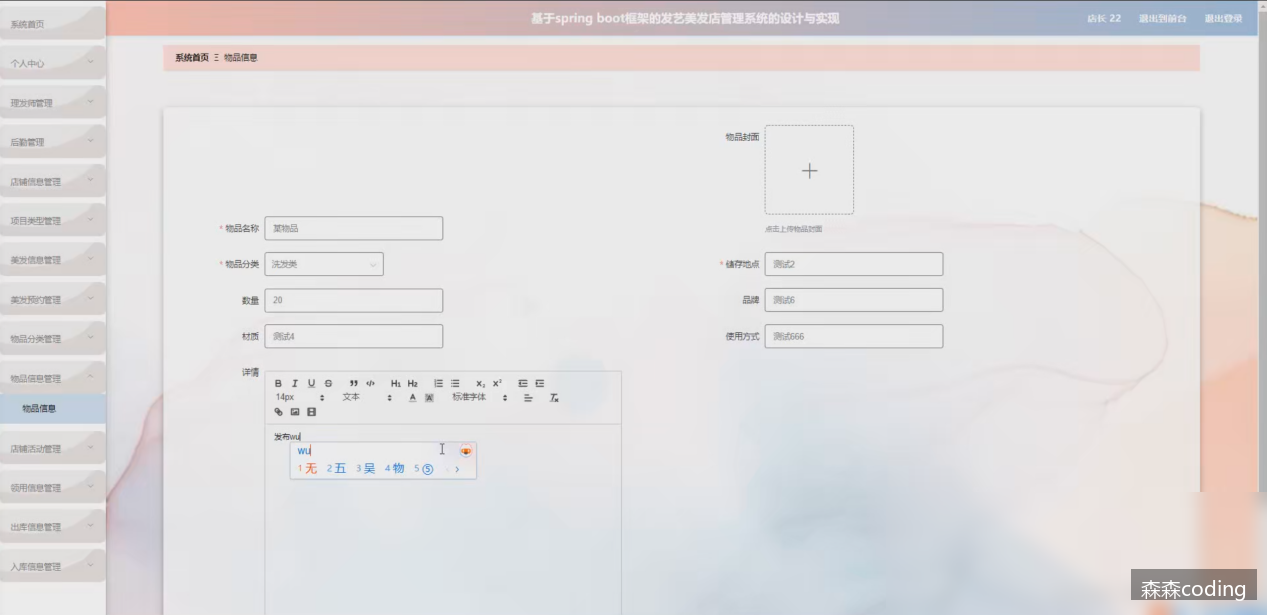 基于spring boot框架的发艺美发店管理系统的设计与实现
店长 22 退出到前台 退出登录
系统首页
个人中心
理发师管理
后勤管理
店铺信息管理
项目类型管理
美发信息管理
美发预约管理
物品分类管理
物品信息管理
物品信息
店铺活动管理
领用信息管理
出库信息管理
入库信息管理
系统首页 Ξ 物品信息
物品封面
点击上传物品封面
* 物品名称 某物品
* 物品分类 洗发类
* 储存地点 测试2
数量 20
品牌 测试6
材质 测试4
使用方式 测试666
详情
B I U S ” </> H1 H2 X₂ X²
14px 文本 A 标准字体
发布wu
wu
1无 2五 3吴 4物 5⑤
森森coding